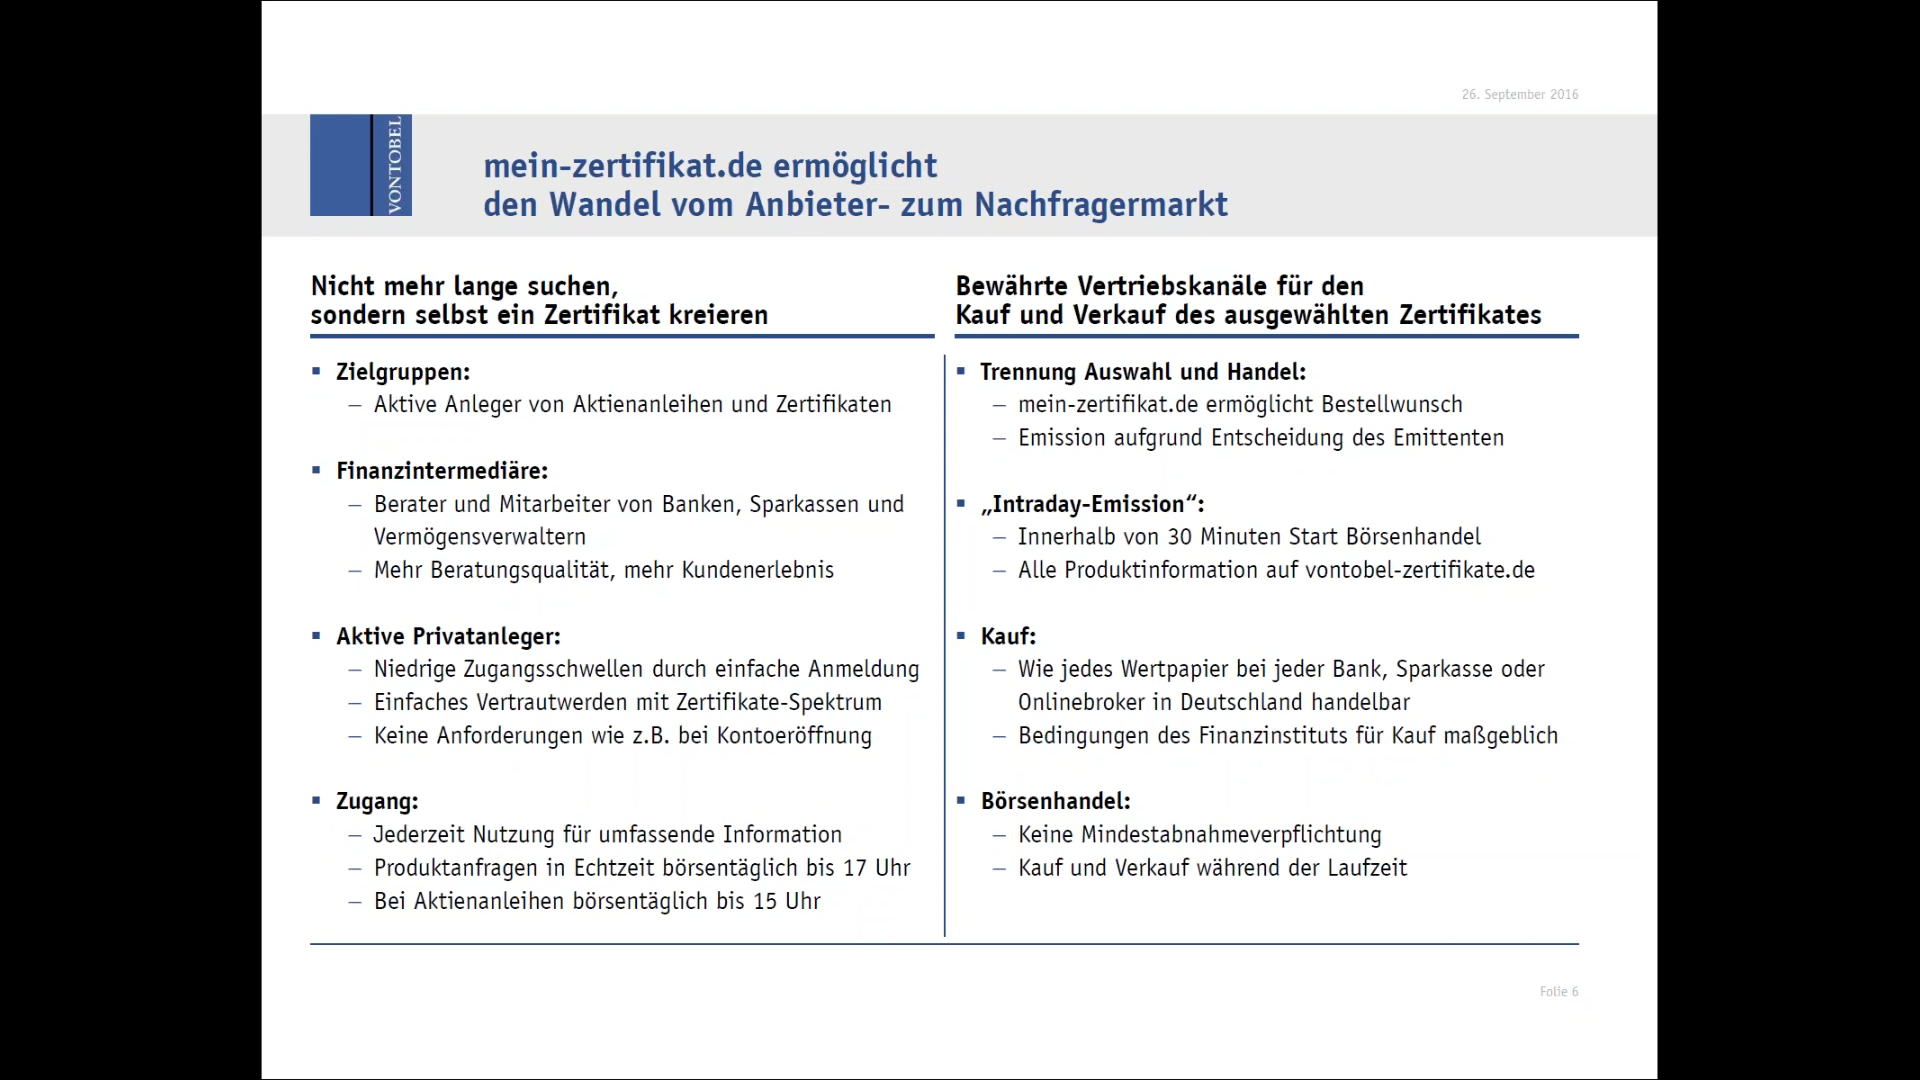 26. September 2016
VONTOBEL
mein-zertifikat.de ermöglicht
den Wandel vom Anbieter- zum Nachfragermarkt
Nicht mehr lange suchen,
sondern selbst ein Zertifikat kreieren
▪ Zielgruppen:
– Aktive Anleger von Aktienanleihen und Zertifikaten
▪ Finanzintermediäre:
– Berater und Mitarbeiter von Banken, Sparkassen und
Vermögensverwaltern
– Mehr Beratungsqualität, mehr Kundenerlebnis
▪ Aktive Privatanleger:
– Niedrige Zugangsschwellen durch einfache Anmeldung
– Einfaches Vertrautwerden mit Zertifikate-Spektrum
– Keine Anforderungen wie z.B. bei Kontoeröffnung
▪ Zugang:
– Jederzeit Nutzung für umfassende Information
– Produktanfragen in Echtzeit börsentäglich bis 17 Uhr
– Bei Aktienanleihen börsentäglich bis 15 Uhr
Bewährte Vertriebskanäle für den
Kauf und Verkauf des ausgewählten Zertifikates
▪ Trennung Auswahl und Handel:
– mein-zertifikat.de ermöglicht Bestellwunsch
– Emission aufgrund Entscheidung des Emittenten
▪ „Intraday-Emission“:
– Innerhalb von 30 Minuten Start Börsenhandel
– Alle Produktinformation auf vontobel-zertifikate.de
▪ Kauf:
– Wie jedes Wertpapier bei jeder Bank, Sparkasse oder
Onlinebroker in Deutschland handelbar
– Bedingungen des Finanzinstituts für Kauf maßgeblich
▪ Börsenhandel:
– Keine Mindestabnahmeverpflichtung
– Kauf und Verkauf während der Laufzeit
Folie 6